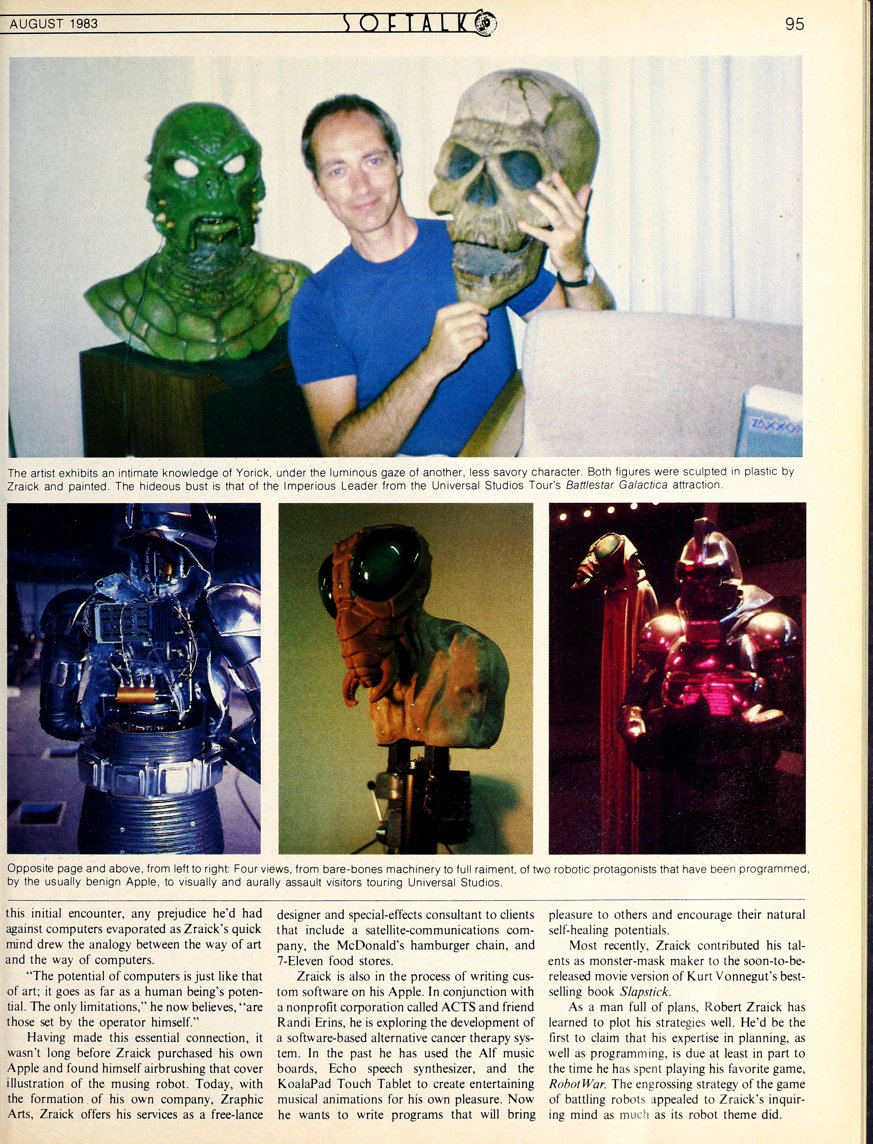 AUGUST 1983
SOFTALK
95
ZAXXON
The artist exhibits an intimate knowledge of Yorick, under the luminous gaze of another, less savory character. Both figures were sculpted in plastic by
Zraick and painted. The hideous bust is that of the Imperious Leader from the Universal Studios Tour's Battlestar Galactica attraction.
Opposite page and above, from left to right: Four views, from bare-bones machinery to full raiment, of two robotic protagonists that have been programmed,
by the usually benign Apple, to visually and aurally assault visitors touring Universal Studios.
this initial encounter, any prejudice he'd had
against computers evaporated as Zraick's quick
mind drew the analogy between the way of art
and the way of computers.
"The potential of computers is just like that
of art; it goes as far as a human being's poten-
tial. The only limitations," he now believes, "are
those set by the operator himself."
Having made this essential connection, it
wasn't long before Zraick purchased his own
Apple and found himself airbrushing that cover
illustration of the musing robot. Today, with
the formation of his own company, Zraphic
Arts, Zraick offers his services as a free-lance
designer and special-effects consultant to clients
that include a satellite-communications com-
pany, the McDonald's hamburger chain, and
7-Eleven food stores.
Zraick is also in the process of writing cus-
tom software on his Apple. In conjunction with
a nonprofit corporation called ACTS and friend
Randi Erins, he is exploring the development of
a software-based alternative cancer therapy sys-
tem. In the past he has used the Alf music
boards, Echo speech synthesizer, and the
KoalaPad Touch Tablet to create entertaining
musical animations for his own pleasure. Now
he wants to write programs that will bring
pleasure to others and encourage their natural
self-healing potentials.
Most recently, Zraick contributed his tal-
ents as monster-mask maker to the soon-to-be-
released movie version of Kurt Vonnegut's best-
selling book Slapstick.
As a man full of plans, Robert Zraick has
learned to plot his strategies well. He'd be the
first to claim that his expertise in planning, as
well as programming, is due at least in part to
the time he has spent playing his favorite game,
RobotWar. The engrossing strategy of the game
of battling robots appealed to Zraick's inquir-
ing mind as much as its robot theme did.